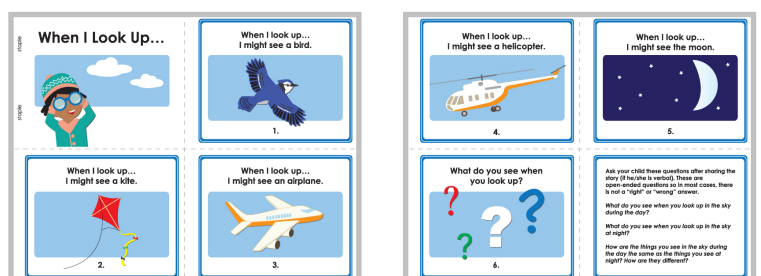 staple
staple
When I Look Up…
When I look up…
I might see a bird.
1.
When I look up…
I might see a kite.
2.
When I look up…
I might see an airplane.
3.
When I look up…
I might see a helicopter.
4.
When I look up…
I might see the moon.
5.
What do you see when
you look up?
?
?
?
?
6.
Ask your child these questions after sharing the
story (if he/she is verbal). These are
open-ended questions so in most cases, there
is not a "right" or "wrong" answer.
What do you see when you look up in the sky
during the day?
What do you see when you look up in the sky
at night?
How are the things you see in the sky during
the day the same as the things you see at
night? How are they different?